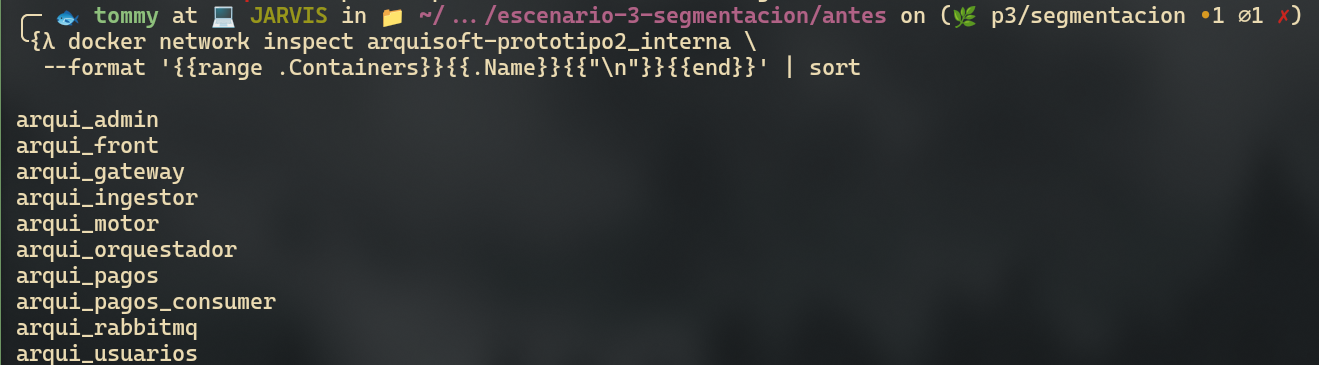 tommy at 💻 JARVIS in 📁 ~/…/escenario-3-segmentacion/antes on (🌿 p3/segmentacion •1 ⌀1 ✗)
{λ docker network inspect arquisoft-prototipo2_interna \
--format '{{range .Containers}}{{.Name}}{{"\n"}}{{end}}' | sort
arqui_admin
arqui_front
arqui_gateway
arqui_ingestor
arqui_motor
arqui_orquestador
arqui_pagos
arqui_pagos_consumer
arqui_rabbitmq
arqui_usuarios